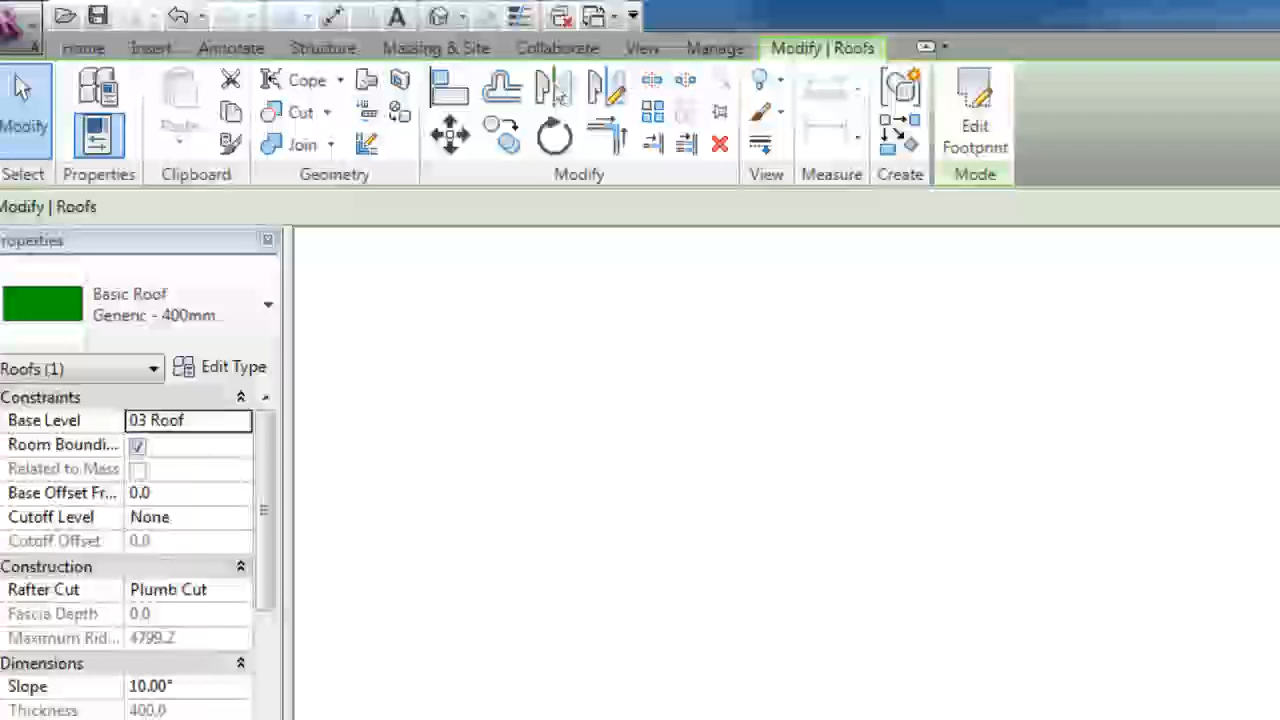 A
Home Insert Annotate Structure Massing & Site Collaborate View Manage Modify | Roofs
Modify
Paste
Cope
Cut
Join
Edit
Footprint
Select Properties Clipboard Geometry Modify View Measure Create Mode
Modify | Roofs
roperties
Basic Roof
Generic - 400mm
Roofs (1) Edit Type
Constraints
Base Level 03 Roof
Room Boundi...
Related to Mass
Base Offset Fr... 0.0
Cutoff Level None
Cutoff Offset 0.0
Construction
Rafter Cut Plumb Cut
Fascia Depth 0.0
Maximum Rid... 4799.2
Dimensions
Slope 10.00°
Thickness 400.0